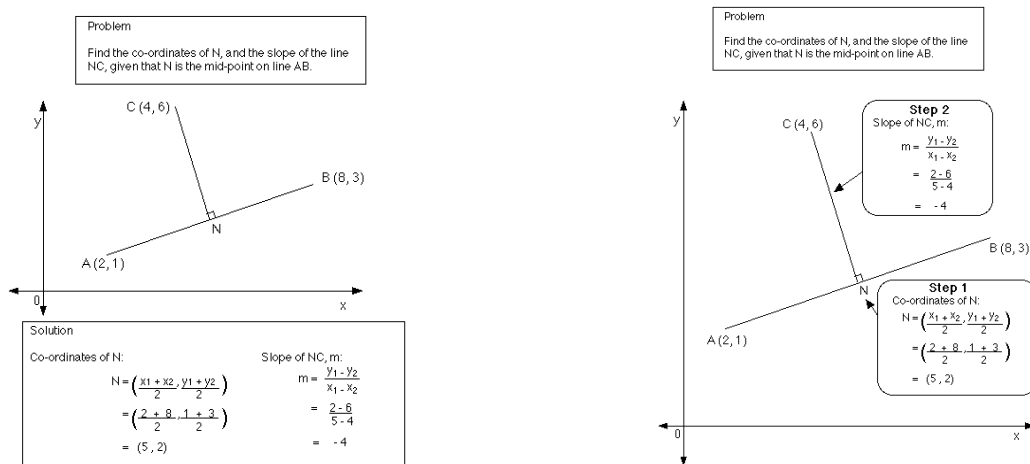 Problem
Find the co-ordinates of N, and the slope of the line
NC, given that N is the mid-point on line AB.
y
C (4, 6)
B (8, 3)
N
A (2, 1)
0
x
Solution
Co-ordinates of N:
N = (x1 + x2 / 2, y1 + y2 / 2)
= (2 + 8 / 2, 1 + 3 / 2)
= (5, 2)
Slope of NC, m:
m = y1 - y2 / x1 - x2
= 2 - 6 / 5 - 4
= - 4
Problem
Find the co-ordinates of N, and the slope of the line
NC, given that N is the mid-point on line AB.
y
C (4, 6)
Step 2
Slope of NC, m:
m = y1 - y2 / x1 - x2
= 2 - 6 / 5 - 4
= - 4
B (8, 3)
N
A (2, 1)
Step 1
Co-ordinates of N:
N = (x1 + x2 / 2, y1 + y2 / 2)
= (2 + 8 / 2, 1 + 3 / 2)
= (5, 2)
0
x